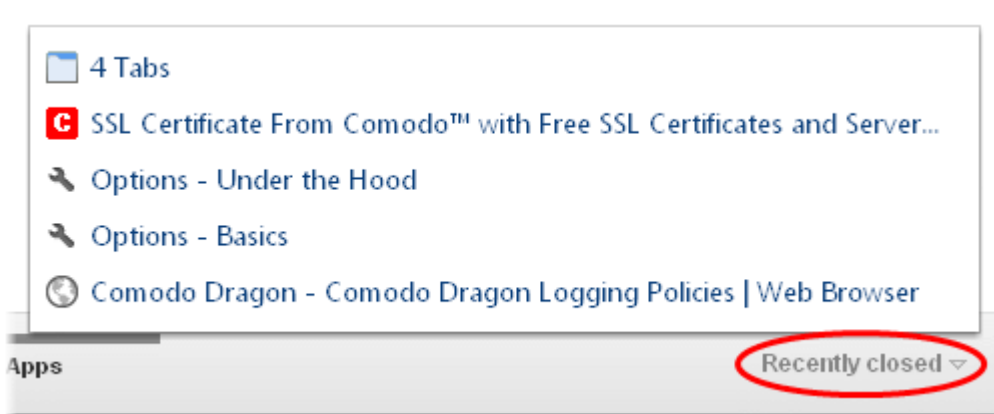 4 Tabs
SSL Certificate From Comodo™ with Free SSL Certificates and Server...
Options - Under the Hood
Options - Basics
Comodo Dragon - Comodo Dragon Logging Policies | Web Browser
Apps
Recently closed